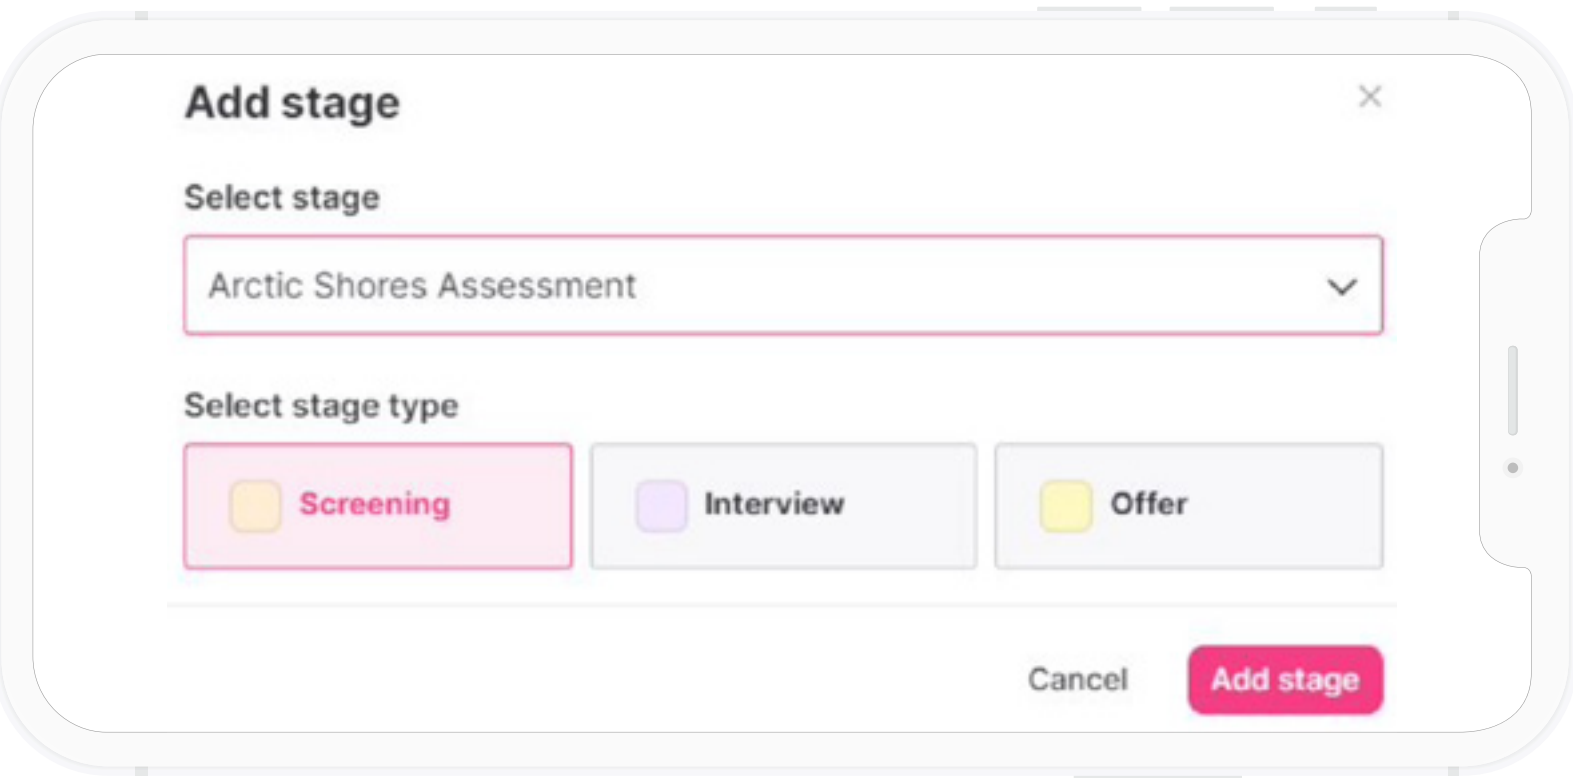 Add stage
Select stage
Arctic Shores Assessment
Select stage type
Screening
Interview
Offer
Cancel
Add stage